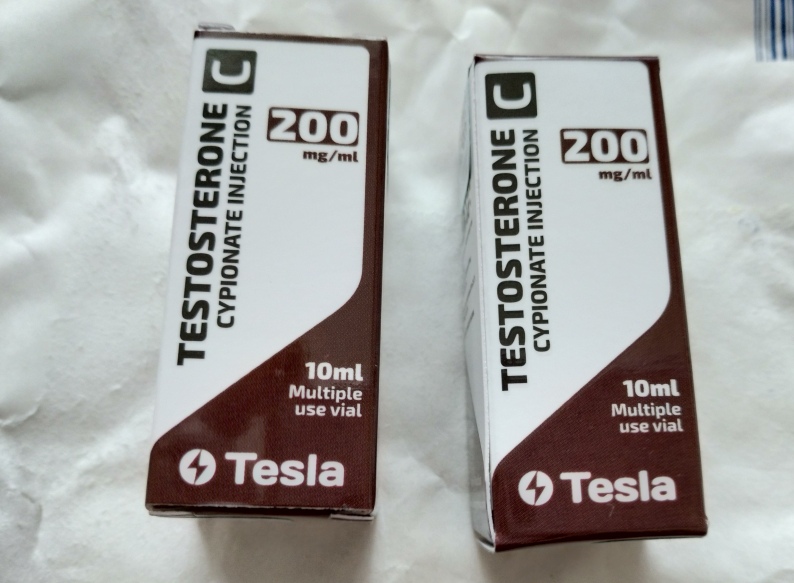 TESTOSTERONE C
CYPIONATE INJECTION
200
mg/ml
10ml
Multiple
use vial
Tesla
TESTOSTERONE C
CYPIONATE INJECTION
200
mg/ml
10ml
Multiple
use vial
Tesla